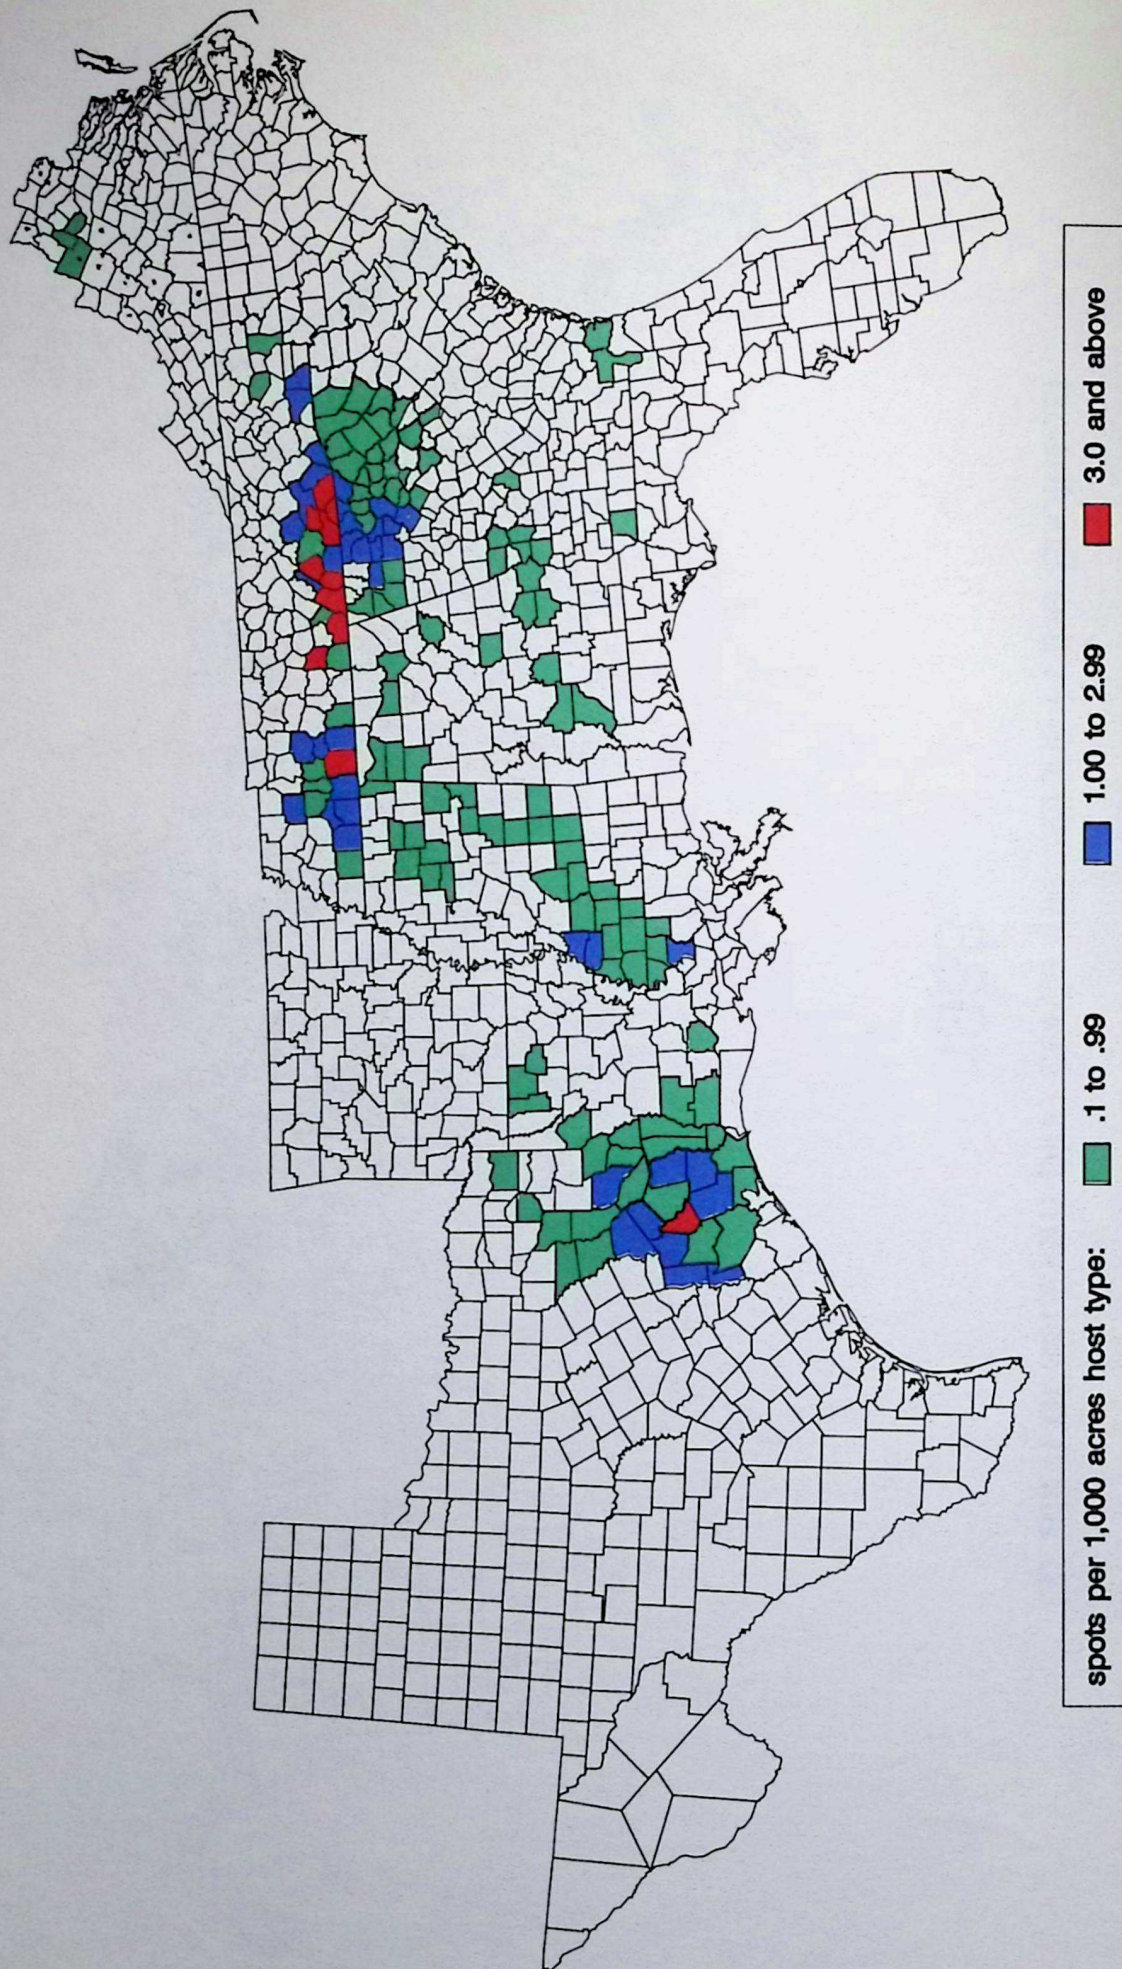 spots per 1,000 acres host type: .1 to .99 1.00 to 2.99 3.0 and above